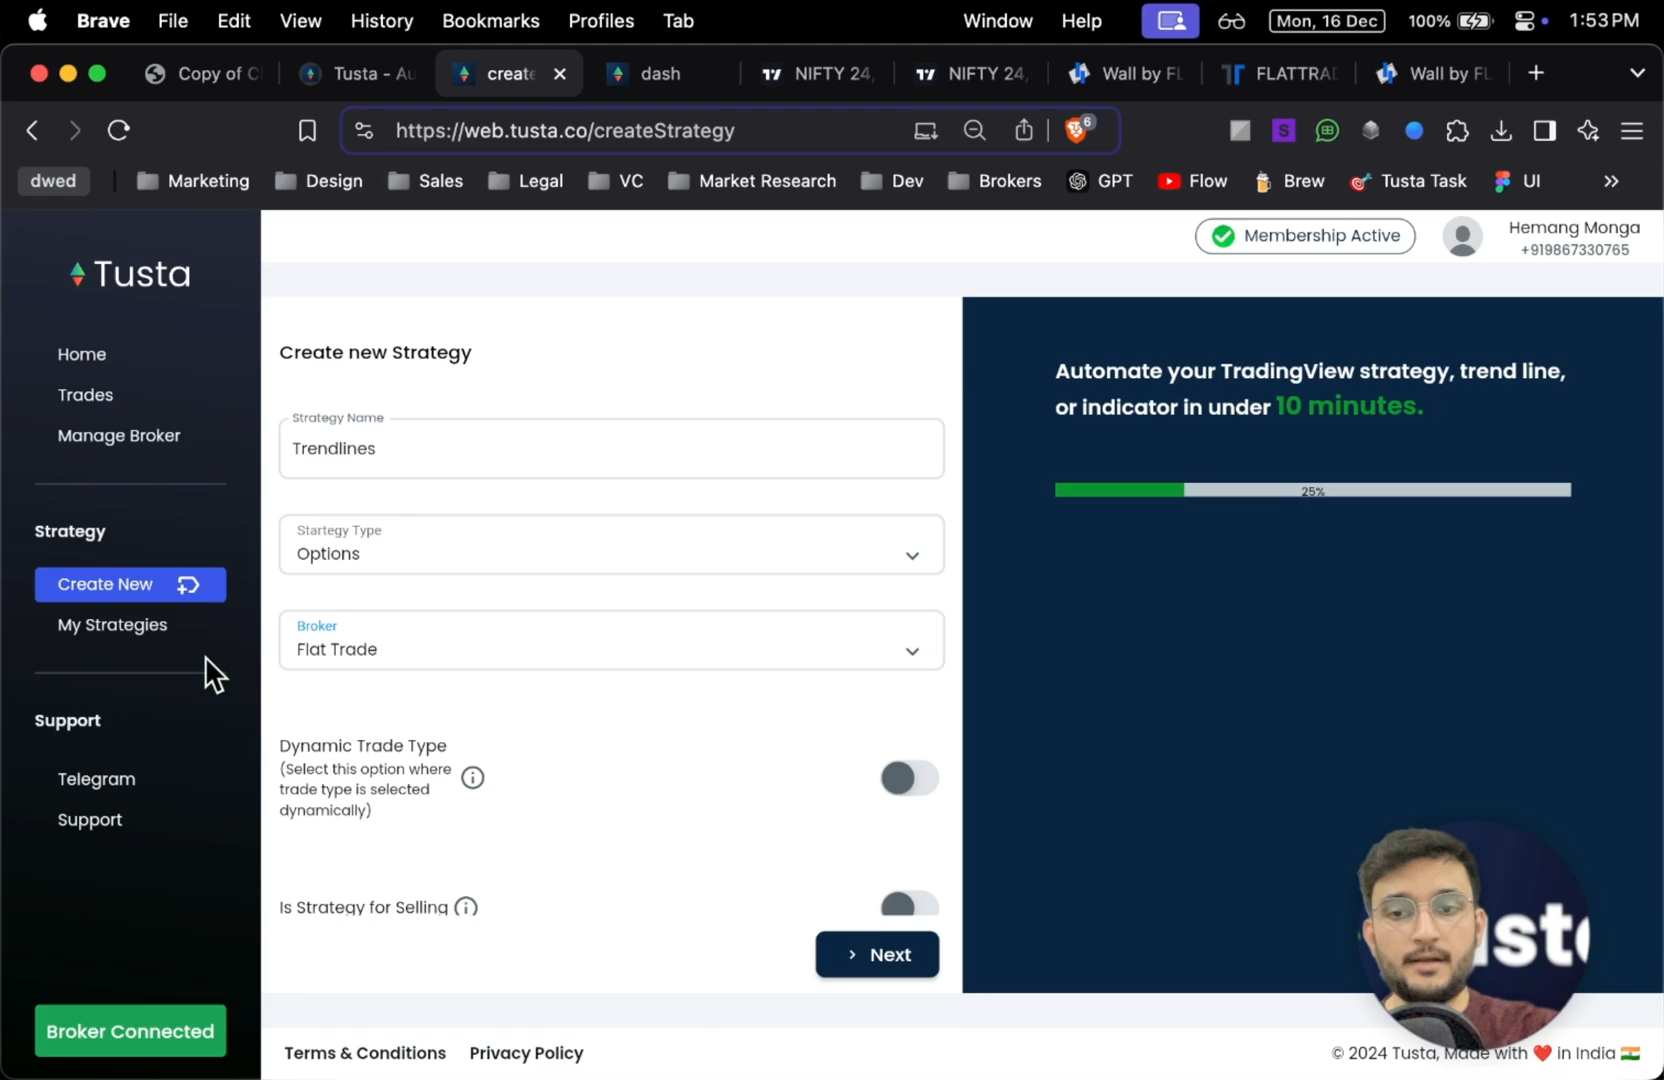 Brave File Edit View History Bookmarks Profiles Tab Window Help Mon, 16 Dec 100% 1:53 PM
Copy of C Tusta - Au create dash NIFTY 24, NIFTY 24, Wall by FL FLATTRAD Wall by FL
https://web.tusta.co/createStrategy 6 S
dwed Marketing Design Sales Legal VC Market Research Dev Brokers GPT Flow Brew Tusta Task UI
Tusta
Home
Trades
Manage Broker
Strategy
Create New
My Strategies
Support
Telegram
Support
Broker Connected
Membership Active
Hemang Monga
+919867330765
Create new Strategy
Strategy Name
Trendlines
Startegy Type
Options
Broker
Flat Trade
Dynamic Trade Type
(Select this option where
trade type is selected
dynamically)
Is Strategy for Selling
Next
Automate your TradingView strategy, trend line,
or indicator in under 10 minutes.
25%
Terms & Conditions Privacy Policy
© 2024 Tusta, Made with ❤️ in India 🇮🇳